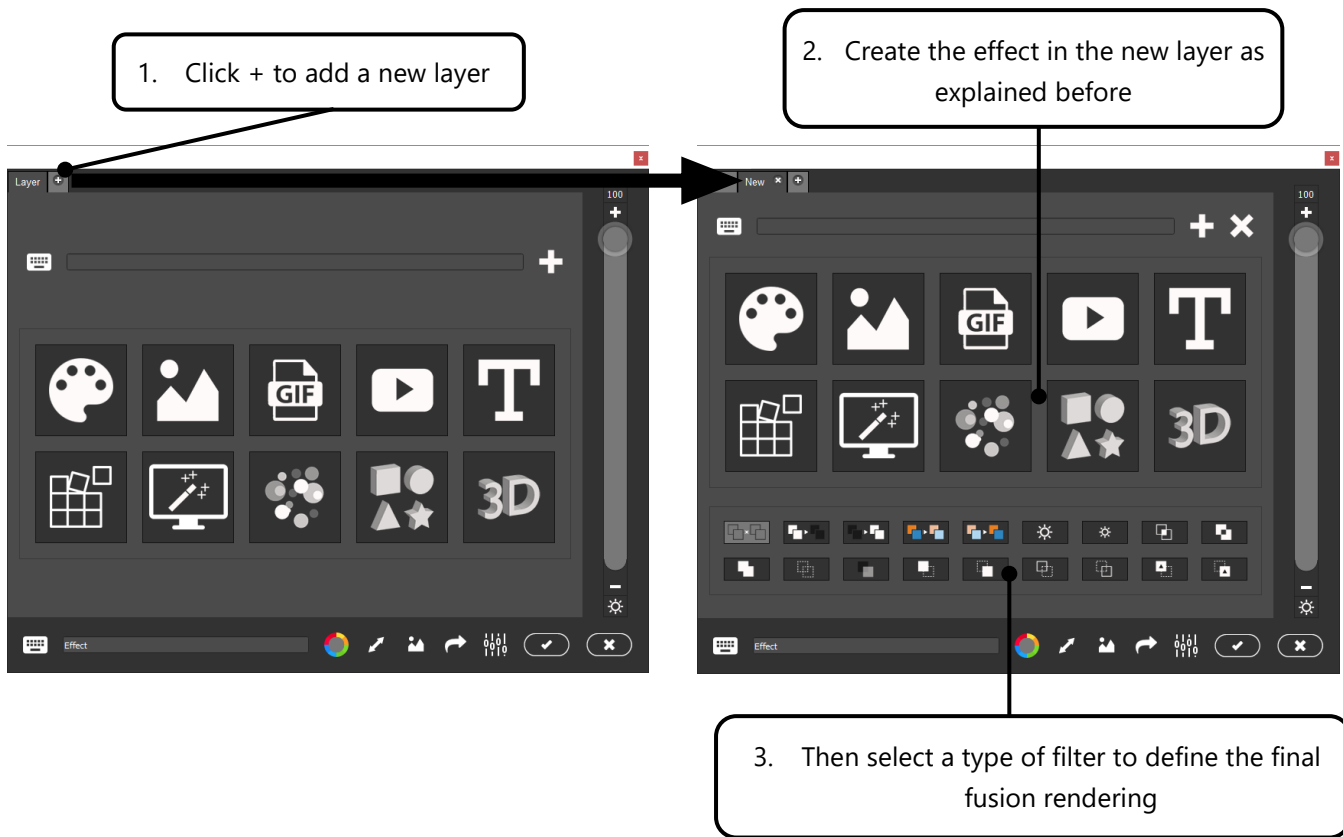 1. Click + to add a new layer
2. Create the effect in the new layer as
explained before
Layer
100
GIF
T
3D
Effect
New
100
GIF
T
3D
Effect
3. Then select a type of filter to define the final
fusion rendering